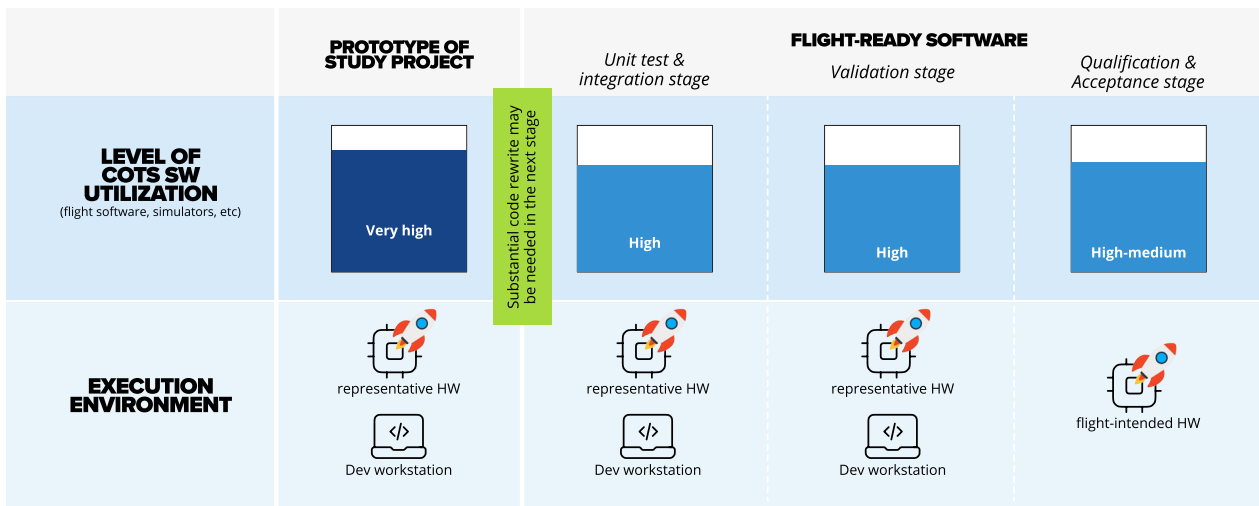 PROTOTYPE OF
STUDY PROJECT
FLIGHT-READY SOFTWARE
Unit test &
integration stage
Validation stage
Qualification &
Acceptance stage
LEVEL OF
COTS SW
UTILIZATION
(flight software, simulators, etc)
Very high
Substantial code rewrite may
be needed in the next stage
High
High
High-medium
EXECUTION
ENVIRONMENT
representative HW
Dev workstation
representative HW
Dev workstation
representative HW
Dev workstation
flight-intended HW